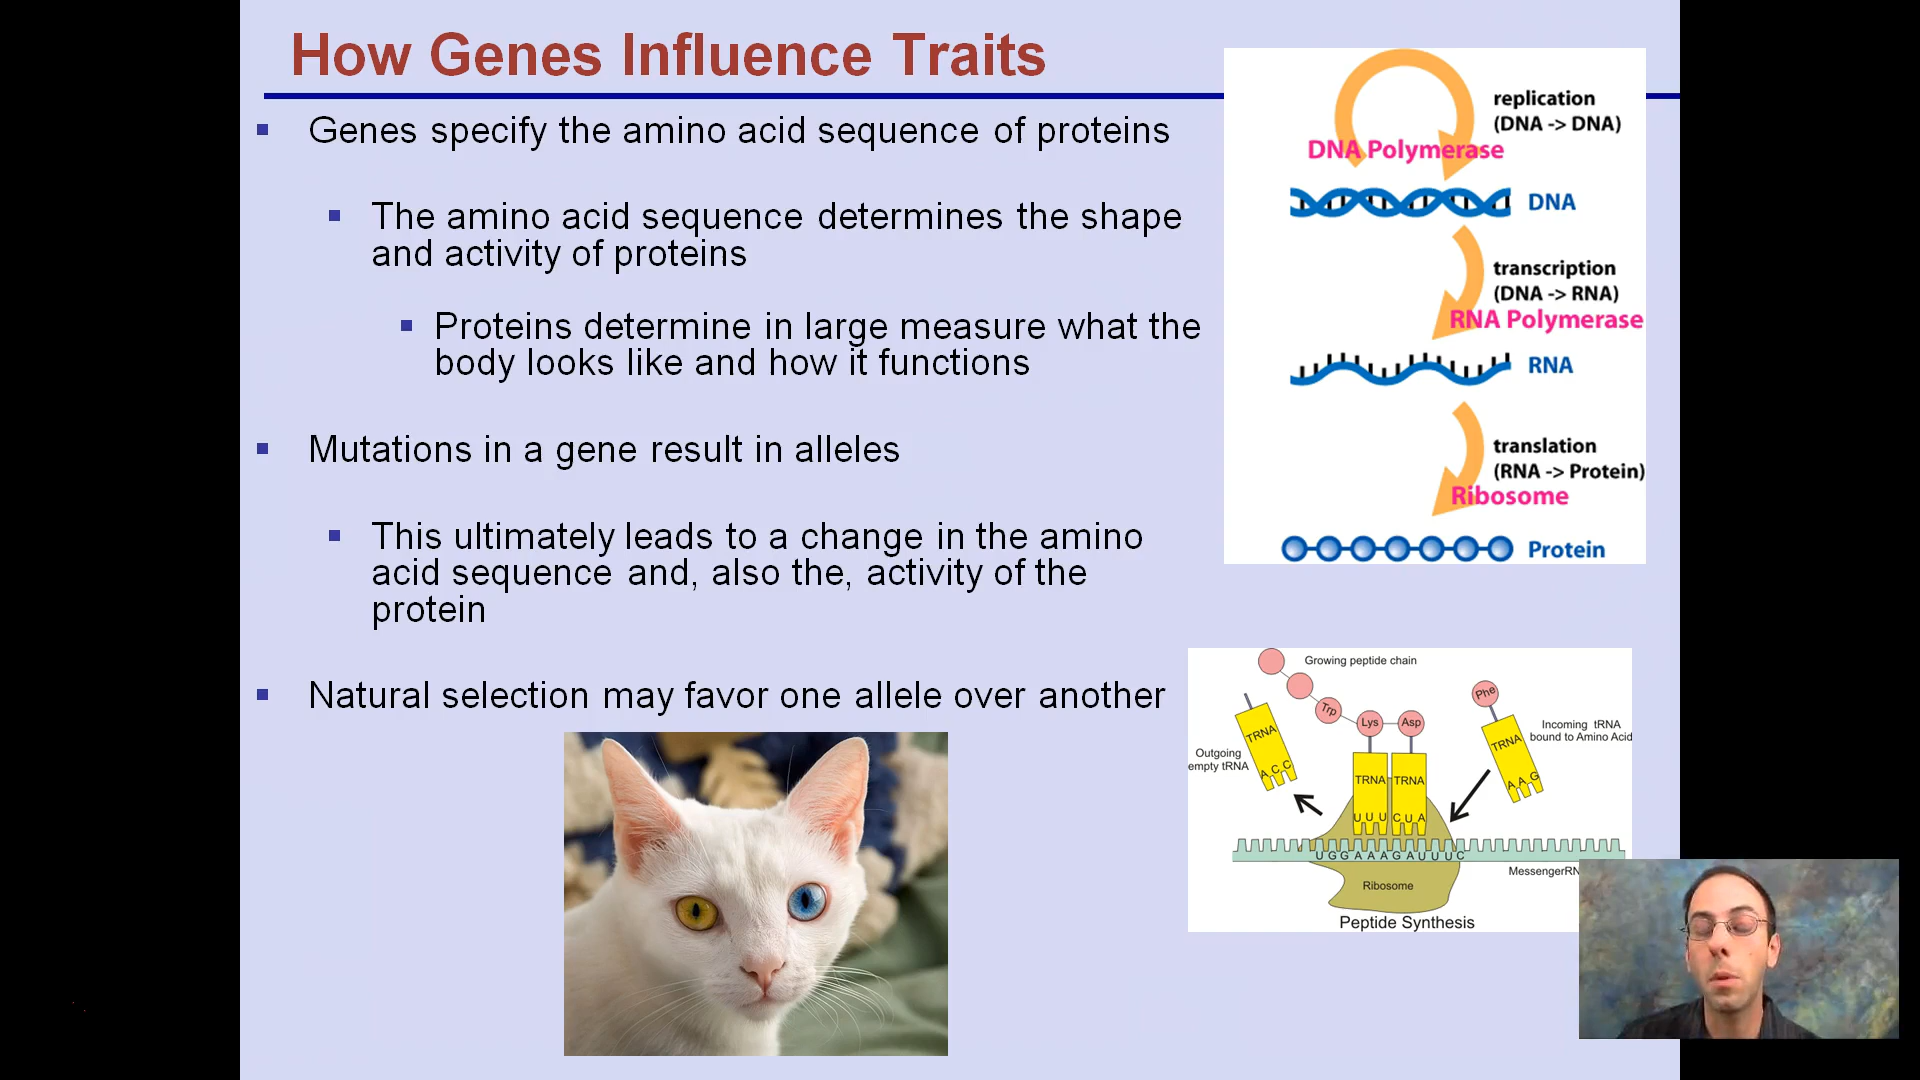 How Genes Influence Traits
Genes specify the amino acid sequence of proteins
The amino acid sequence determines the shape
and activity of proteins
Proteins determine in large measure what the
body looks like and how it functions
Mutations in a gene result in alleles
This ultimately leads to a change in the amino
acid sequence and, also the, activity of the
protein
Natural selection may favor one allele over another
replication
(DNA -> DNA)
DNA Polymerase
DNA
transcription
(DNA -> RNA)
RNA Polymerase
RNA
translation
(RNA -> Protein)
Ribosome
Protein
Growing peptide chain
Trp
Lys
Asp
Phe
Incoming tRNA
bound to Amino Acid
Outgoing
empty tRNA
TRNA
A C C
TRNA
U U U
TRNA
C U A
TRNA
A A G
U G G A A A G A U U U C
MessengerRN
Ribosome
Peptide Synthesis